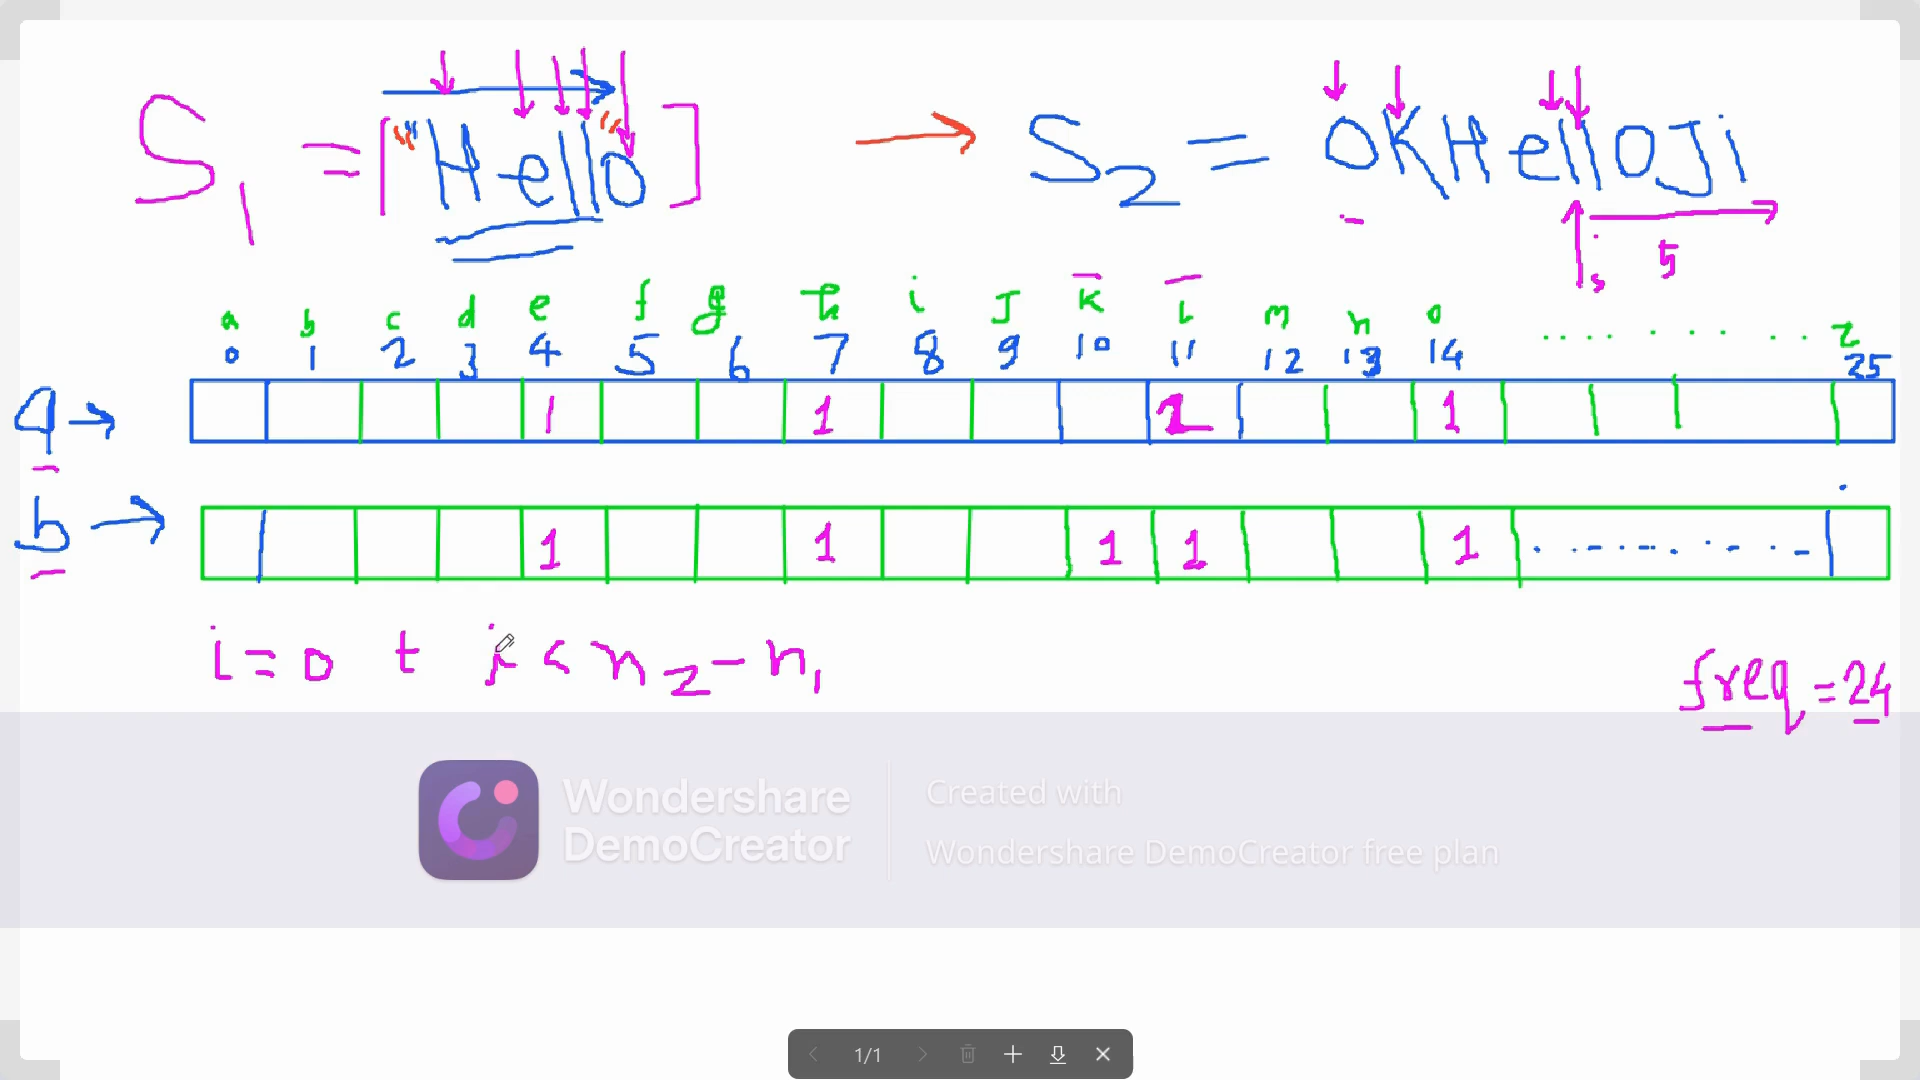 S1 = ["Hello"] → S2 = OKHelloJi
i 5
a b c d e f g h i J k l m n o ........ z
0 1 2 3 4 5 6 7 8 9 10 11 12 13 14 25
a → 1 1 2 1
b → 1 1 1 1 1
i = 0 t i < n2 - n1
freq = 24
Wondershare DemoCreator
Created with
Wondershare DemoCreator free plan
1/1